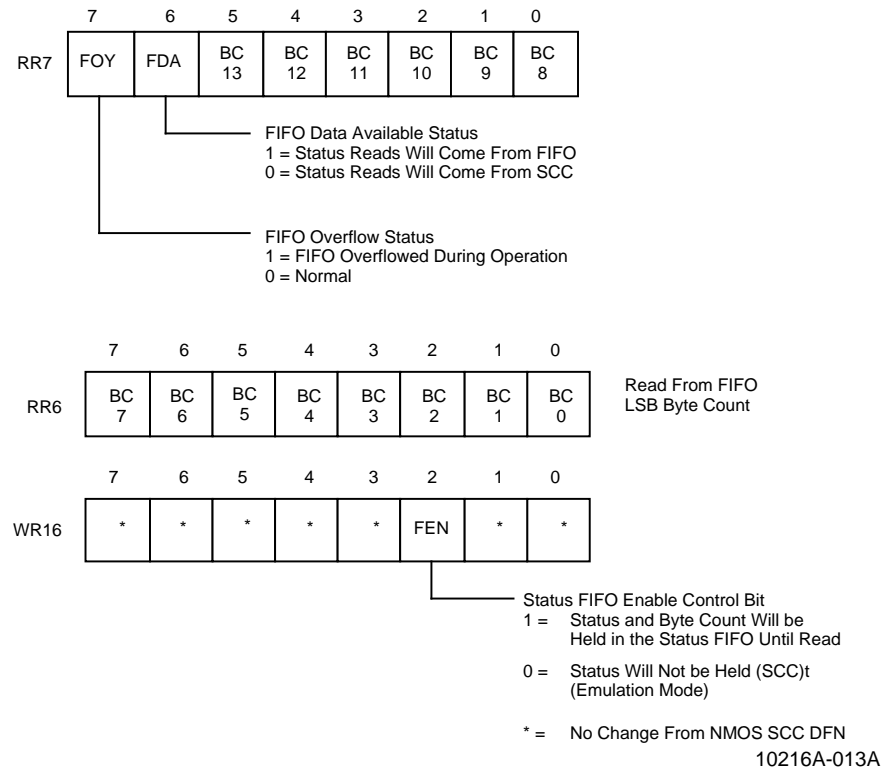 7 6 5 4 3 2 1 0
RR7 FOY FDA BC 13 BC 12 BC 11 BC 10 BC 9 BC 8
FIFO Data Available Status
1 = Status Reads Will Come From FIFO
0 = Status Reads Will Come From SCC
FIFO Overflow Status
1 = FIFO Overflowed During Operation
0 = Normal
7 6 5 4 3 2 1 0
RR6 BC 7 BC 6 BC 5 BC 4 BC 3 BC 2 BC 1 BC 0
Read From FIFO
LSB Byte Count
7 6 5 4 3 2 1 0
WR16 * * * * * FEN * *
Status FIFO Enable Control Bit
1 = Status and Byte Count Will be
Held in the Status FIFO Until Read
0 = Status Will Not be Held (SCC)t
(Emulation Mode)
* = No Change From NMOS SCC DFN
10216A-013A